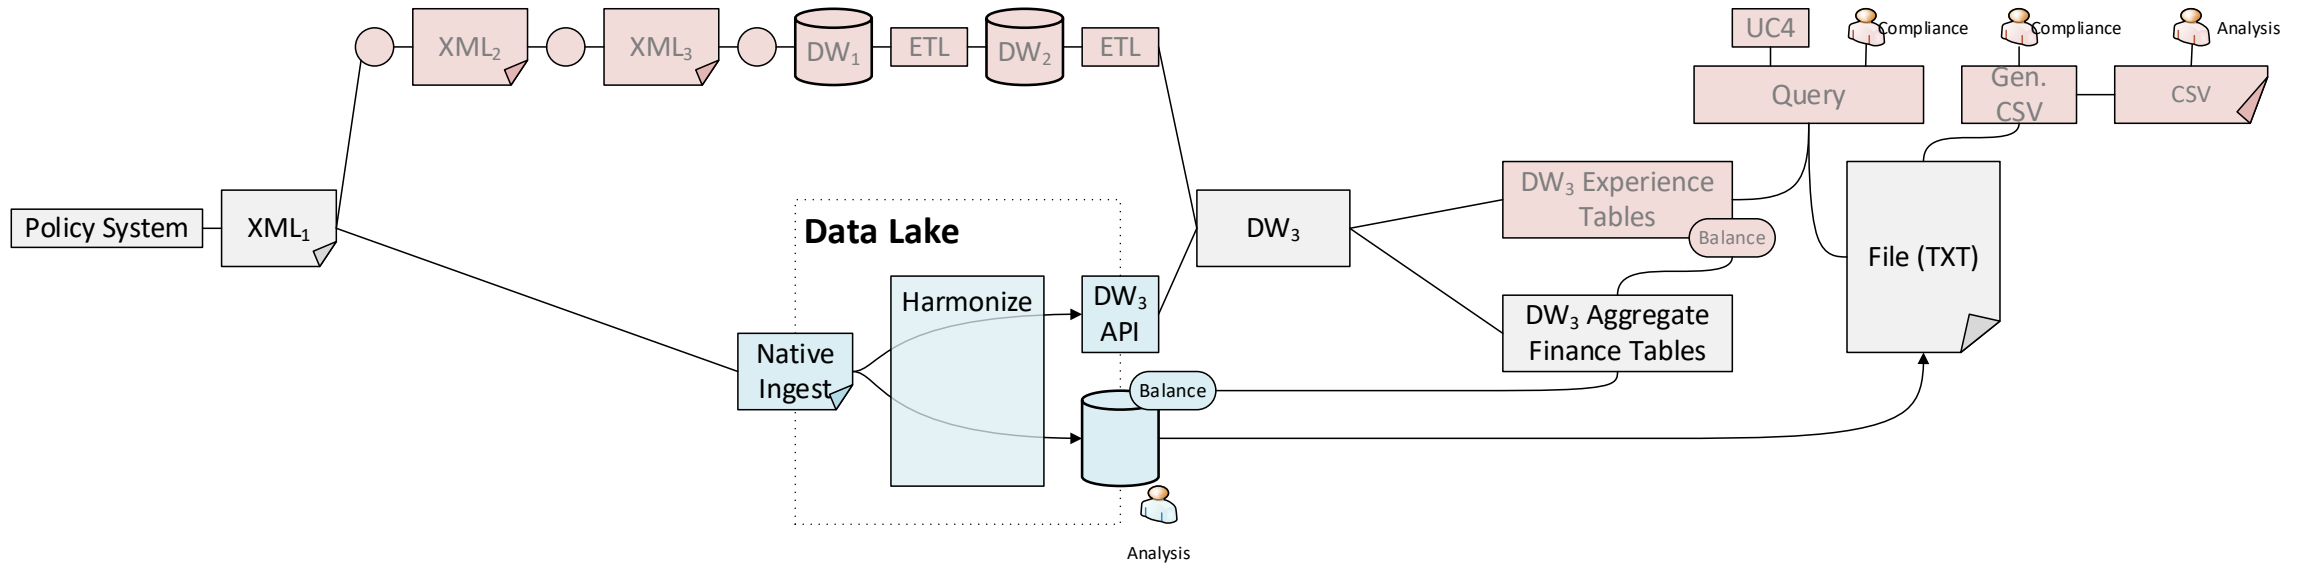 UC4
Compliance
Compliance
Analysis
XML₂
XML₃
DW₁
ETL
DW₂
ETL
Query
Gen.
CSV
CSV
Policy System
XML₁
Data Lake
DW₃
DW₃ Experience
Tables
Balance
File (TXT)
Harmonize
DW₃
API
DW₃ Aggregate
Finance Tables
Native
Ingest
Balance
Analysis